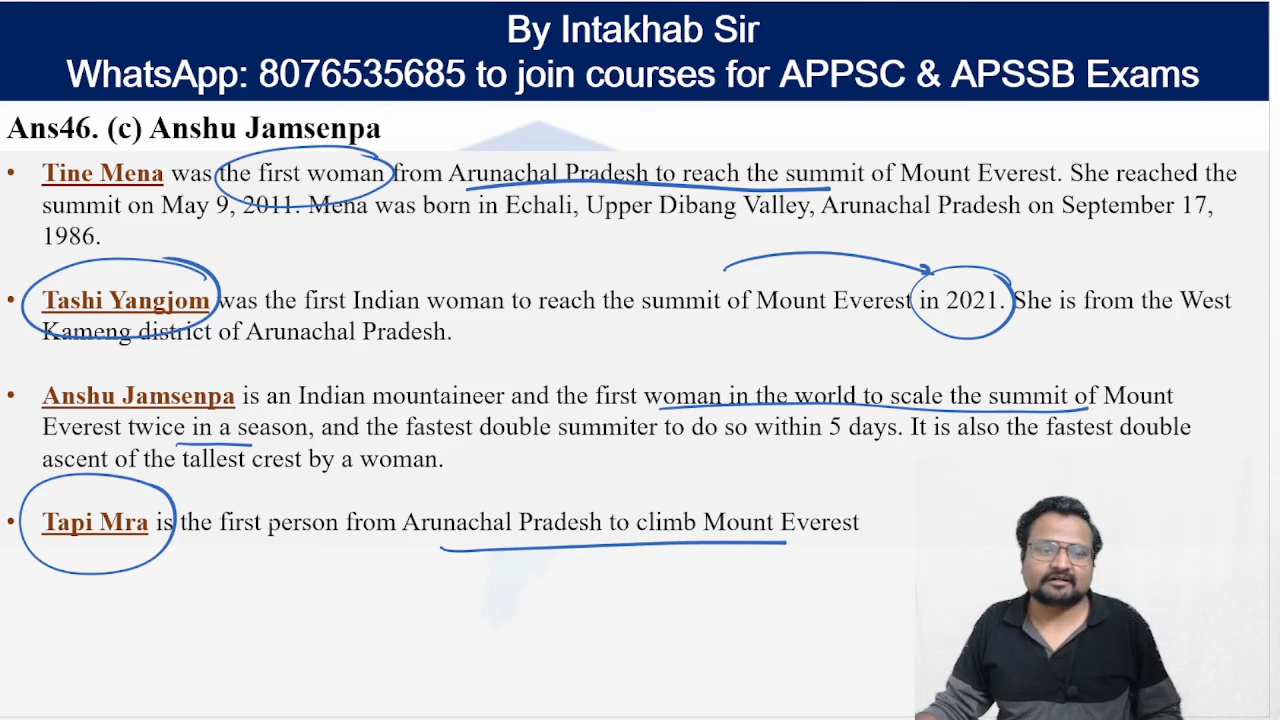 By Intakhab Sir
WhatsApp: 8076535685 to join courses for APPSC & APSSB Exams
Ans46. (c) Anshu Jamsenpa
• Tine Mena was the first woman from Arunachal Pradesh to reach the summit of Mount Everest. She reached the
summit on May 9, 2011. Mena was born in Echali, Upper Dibang Valley, Arunachal Pradesh on September 17,
1986.
• Tashi Yangjom was the first Indian woman to reach the summit of Mount Everest in 2021. She is from the West
Kameng district of Arunachal Pradesh.
• Anshu Jamsenpa is an Indian mountaineer and the first woman in the world to scale the summit of Mount
Everest twice in a season, and the fastest double summiter to do so within 5 days. It is also the fastest double
ascent of the tallest crest by a woman.
• Tapi Mra is the first person from Arunachal Pradesh to climb Mount Everest